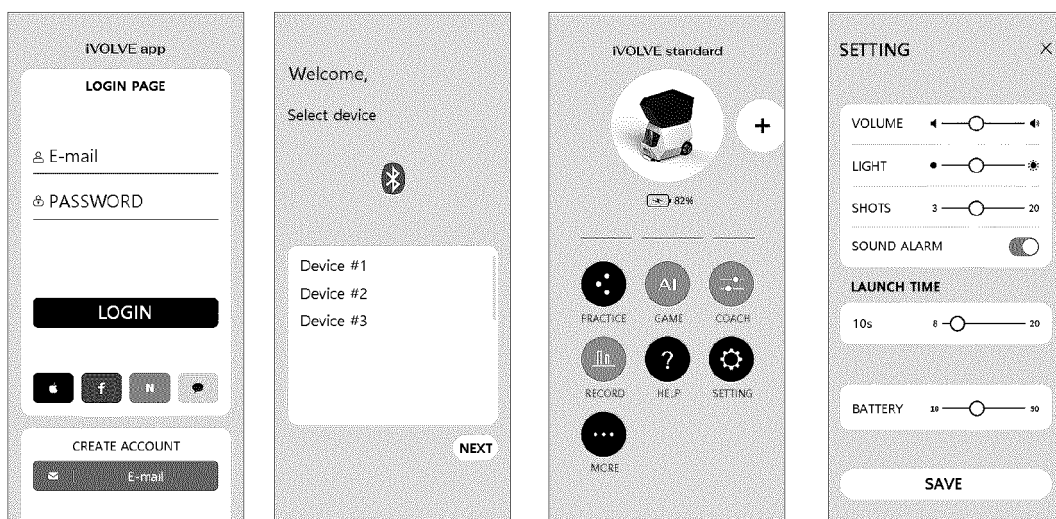 iVOLVE app
LOGIN PAGE
E-mail
PASSWORD
LOGIN
f
N
CREATE ACCOUNT
E-mail
Welcome,
Select device
Device #1
Device #2
Device #3
NEXT
iVOLVE standard
+
82%
AI
PRACTICE GAME COACH
?
RECORD HELP SETTING
MORE
SETTING ×
VOLUME
LIGHT
SHOTS 3 20
SOUND ALARM
LAUNCH TIME
10s 8 20
BATTERY 10 50
SAVE